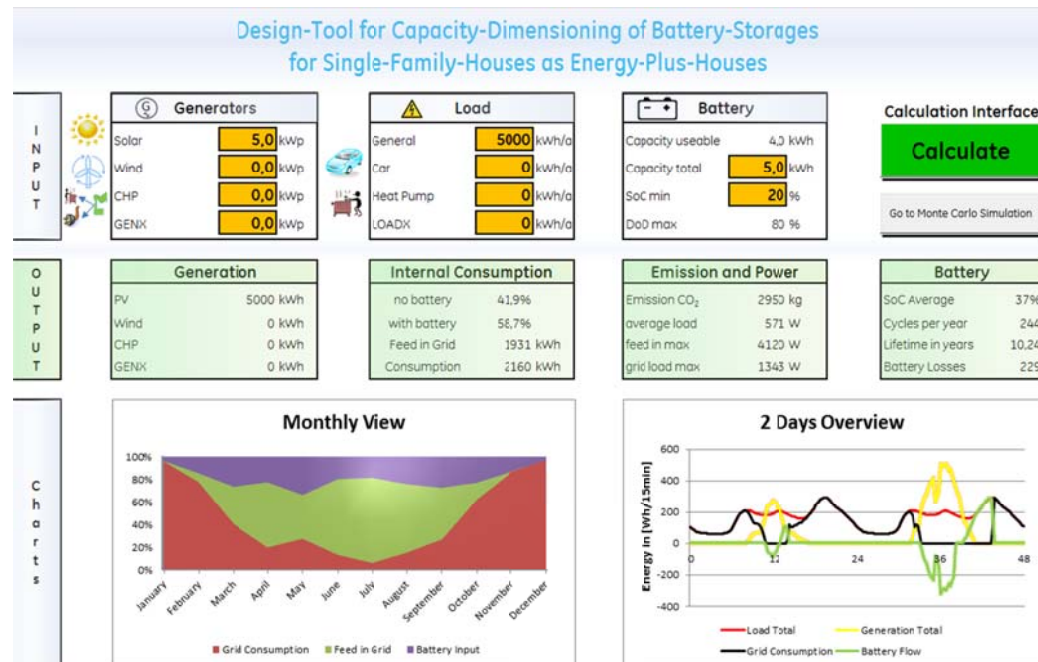 Design-Tool for Capacity-Dimensioning of Battery-Storages
for Single-Family-Houses as Energy-Plus-Houses
INPUT
G Generators
Solar 5,0 kWp
Wind 0,0 kWp
CHP 0,0 kWp
GENX 0,0 kWp
Load
General 5000 kWh/a
Car 0 kWh/a
Heat Pump 0 kWh/a
LOADX 0 kWh/a
- + Battery
Capacity useable 4,0 kWh
Capacity total 5,0 kWh
SoC min 20 %
DoD max 80 %
Calculation Interface
Calculate
Go to Monte Carlo Simulation
OUTPUT
Generation
PV 5000 kWh
Wind 0 kWh
CHP 0 kWh
GENX 0 kWh
Internal Consumption
no battery 41,9%
with battery 58,7%
Feed in Grid 1931 kWh
Consumption 2160 kWh
Emission and Power
Emission CO₂ 2950 kg
average load 571 W
feed in max 4120 W
grid load max 1343 W
Battery
SoC Average 37%
Cycles per year 244
Lifetime in years 10,24
Battery Losses 229
Charts
Monthly View
100%
80%
60%
40%
20%
0%
January February March April May June July August September October November December
Grid Consumption Feed in Grid Battery Input
2 Days Overview
Energy In [Wh/15min]
600
400
200
0
-200
-400
0 12 24 36 48
Load Total Generation Total
Grid Consumption Battery Flow